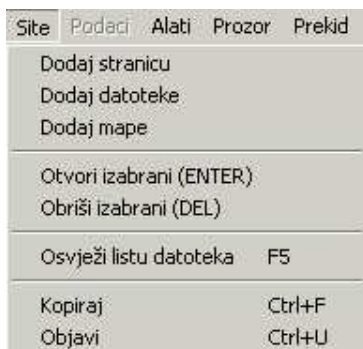 Site Podaci Alati Prozor Prekid
Dodaj stranicu
Dodaj datoteke
Dodaj mape
Otvori izabrani (ENTER)
Obriši izabrani (DEL)
Osvježi listu datoteka F5
Kopiraj Ctrl+F
Objavi Ctrl+U